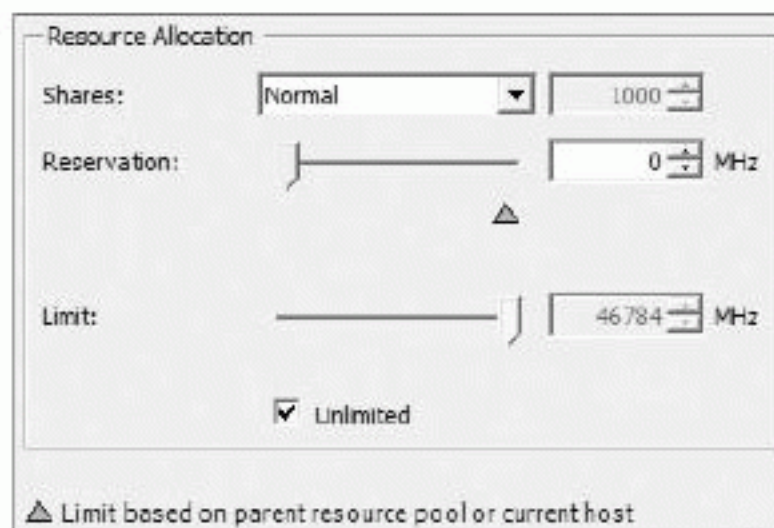 Resource Allocation
Shares: Normal 1000
Reservation: 0 MHz
Limit: 46784 MHz
Unlimited
Limit based on parent resource pool or current host